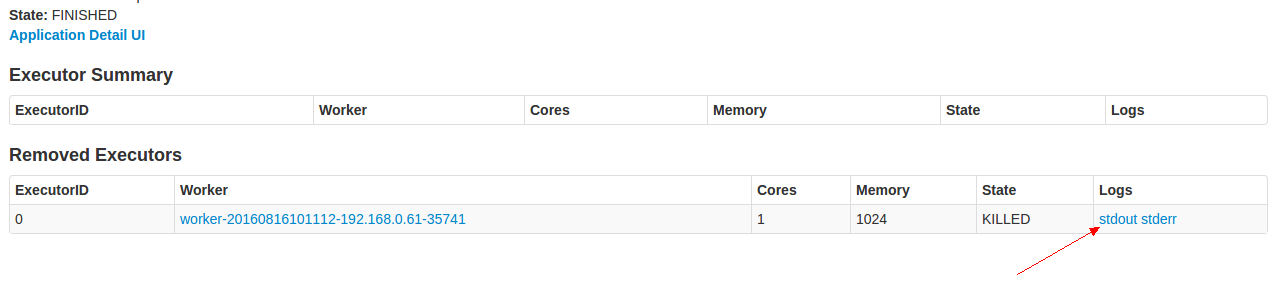 State: FINISHED
Application Detail UI
Executor Summary
ExecutorID Worker Cores Memory State Logs
Removed Executors
ExecutorID Worker Cores Memory State Logs
0 worker-20160816101112-192.168.0.61-35741 1 1024 KILLED stdout stderr